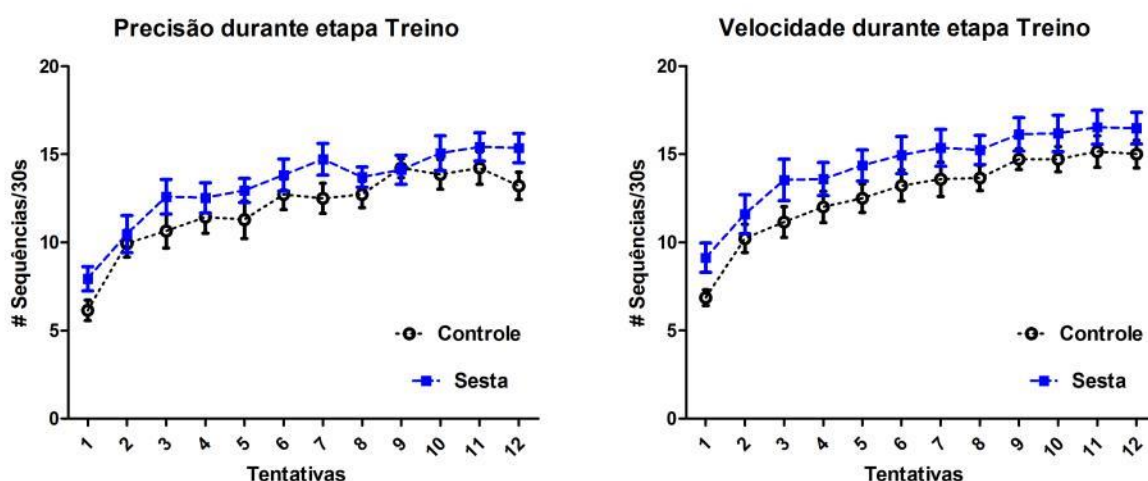 Precisão durante etapa Treino
# Sequências/30s
20
15
10
5
0
Controle
Sesta
1 2 3 4 5 6 7 8 9 10 11 12
Tentativas
Velocidade durante etapa Treino
# Sequências/30s
20
15
10
5
0
Controle
Sesta
1 2 3 4 5 6 7 8 9 10 11 12
Tentativas